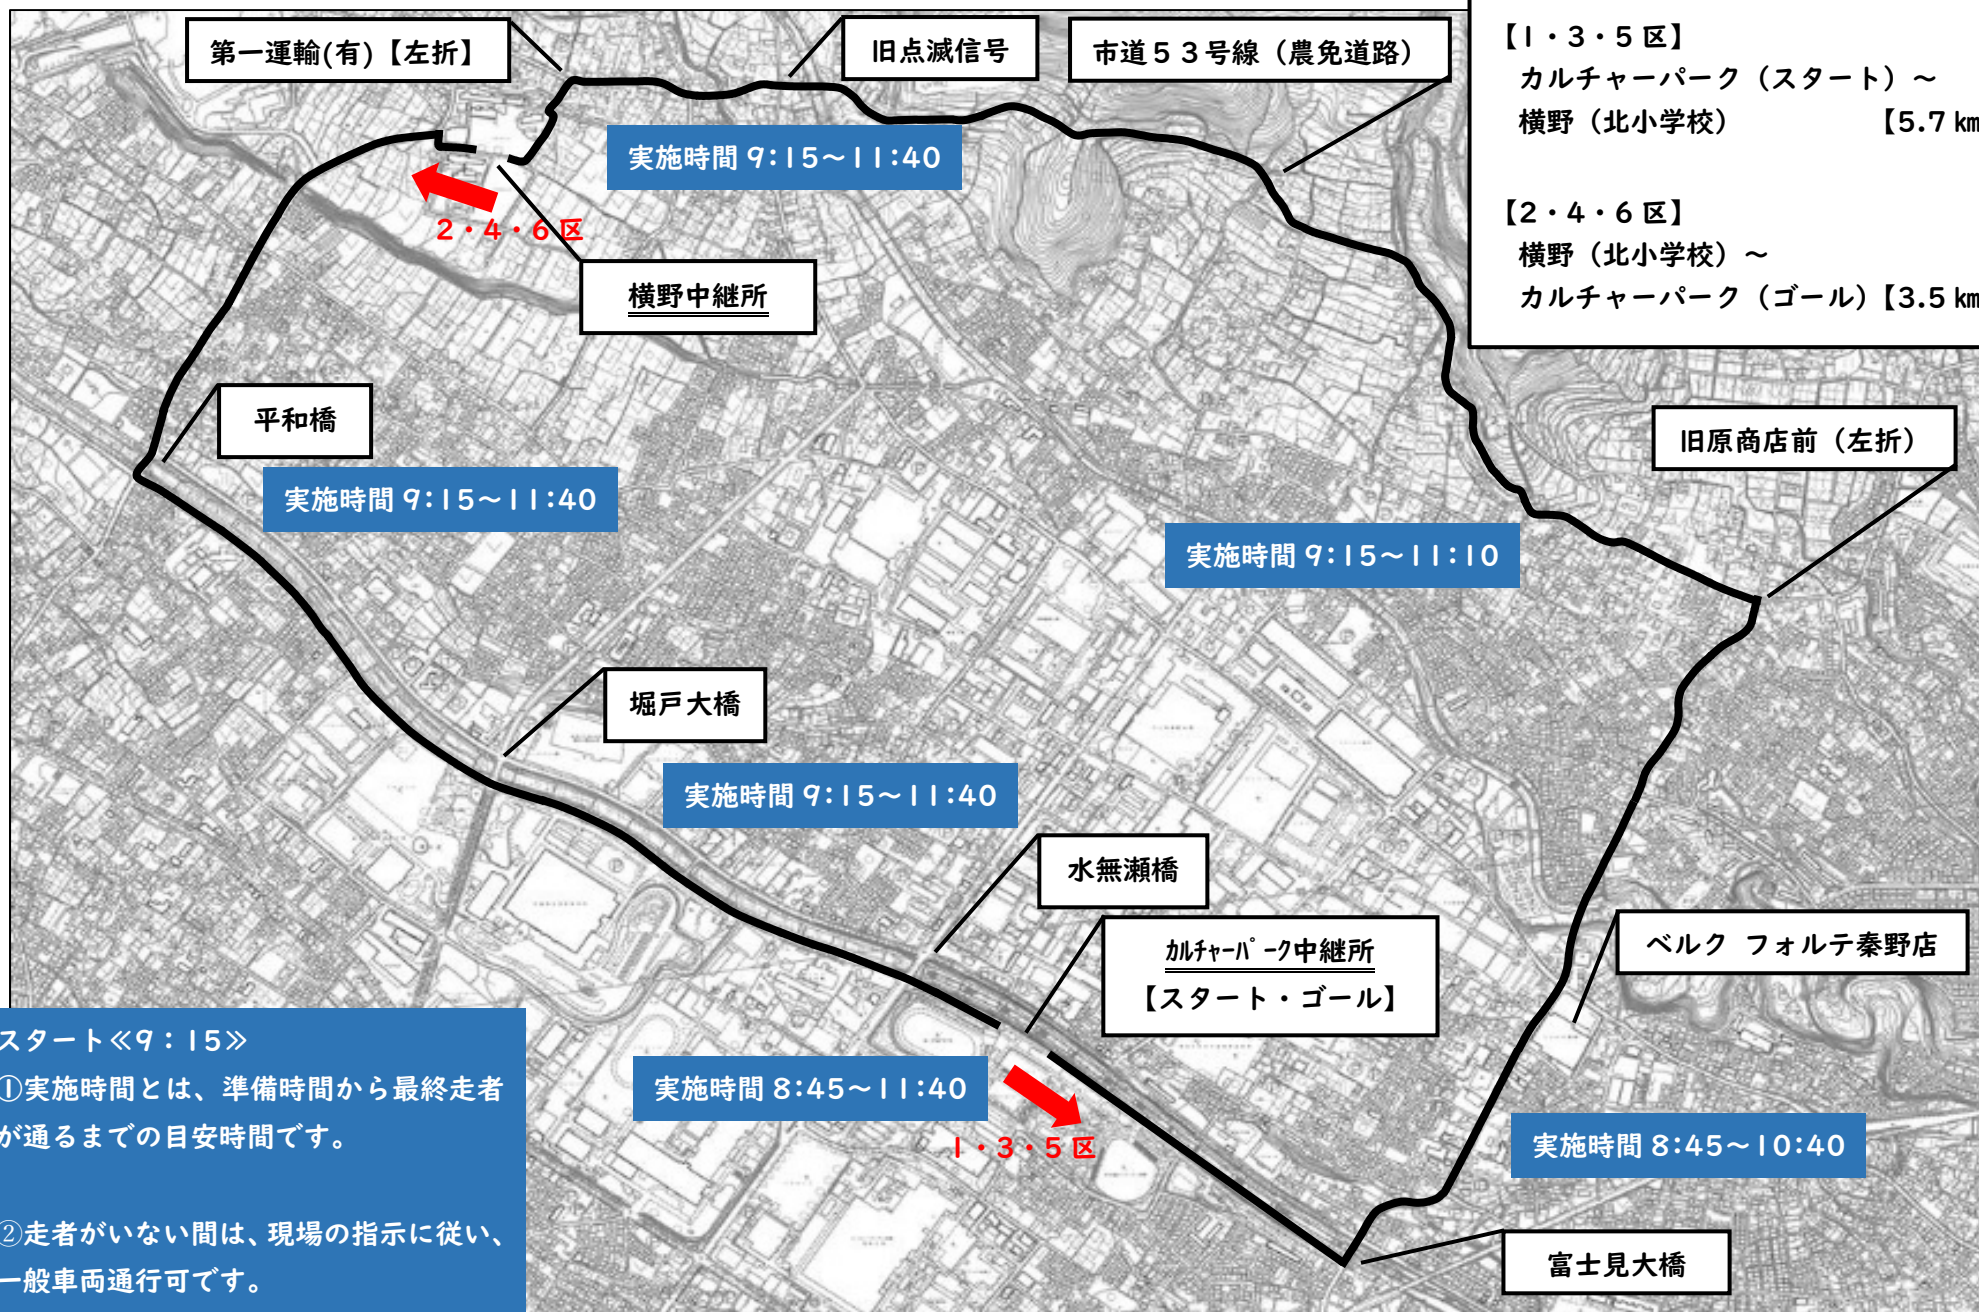 第一運輸(有)【左折】
旧点滅信号
市道５３号線（農免道路）
【1・3・5区】
カルチャーパーク（スタート）～
横野（北小学校）　【5.7㎞
【2・4・6区】
横野（北小学校）～
カルチャーパーク（ゴール）【3.5㎞
実施時間 9:15～11:40
2・4・6区
横野中継所
平和橋
実施時間 9:15～11:40
旧原商店前（左折）
実施時間 9:15～11:10
堀戸大橋
実施時間 9:15～11:40
水無瀬橋
ｶﾙﾁｬｰﾊﾟｰｸ中継所
【スタート・ゴール】
ベルク フォルテ秦野店
スタート≪9：15≫
①実施時間とは、準備時間から最終走者
が通るまでの目安時間です。
②走者がいない間は、現場の指示に従い、
一般車両通行可です。
実施時間 8:45～11:40
1・3・5区
実施時間 8:45～10:40
富士見大橋